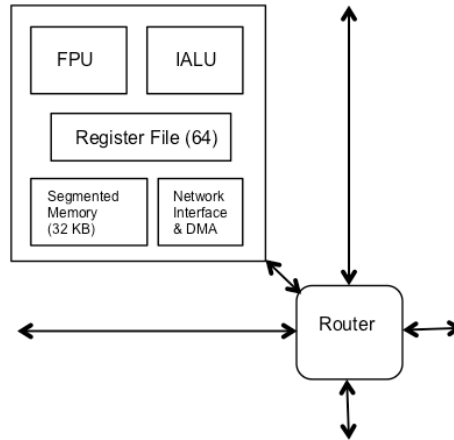 FPU
IALU
Register File (64)
Segmented
Memory
(32 KB)
Network
Interface
& DMA
Router